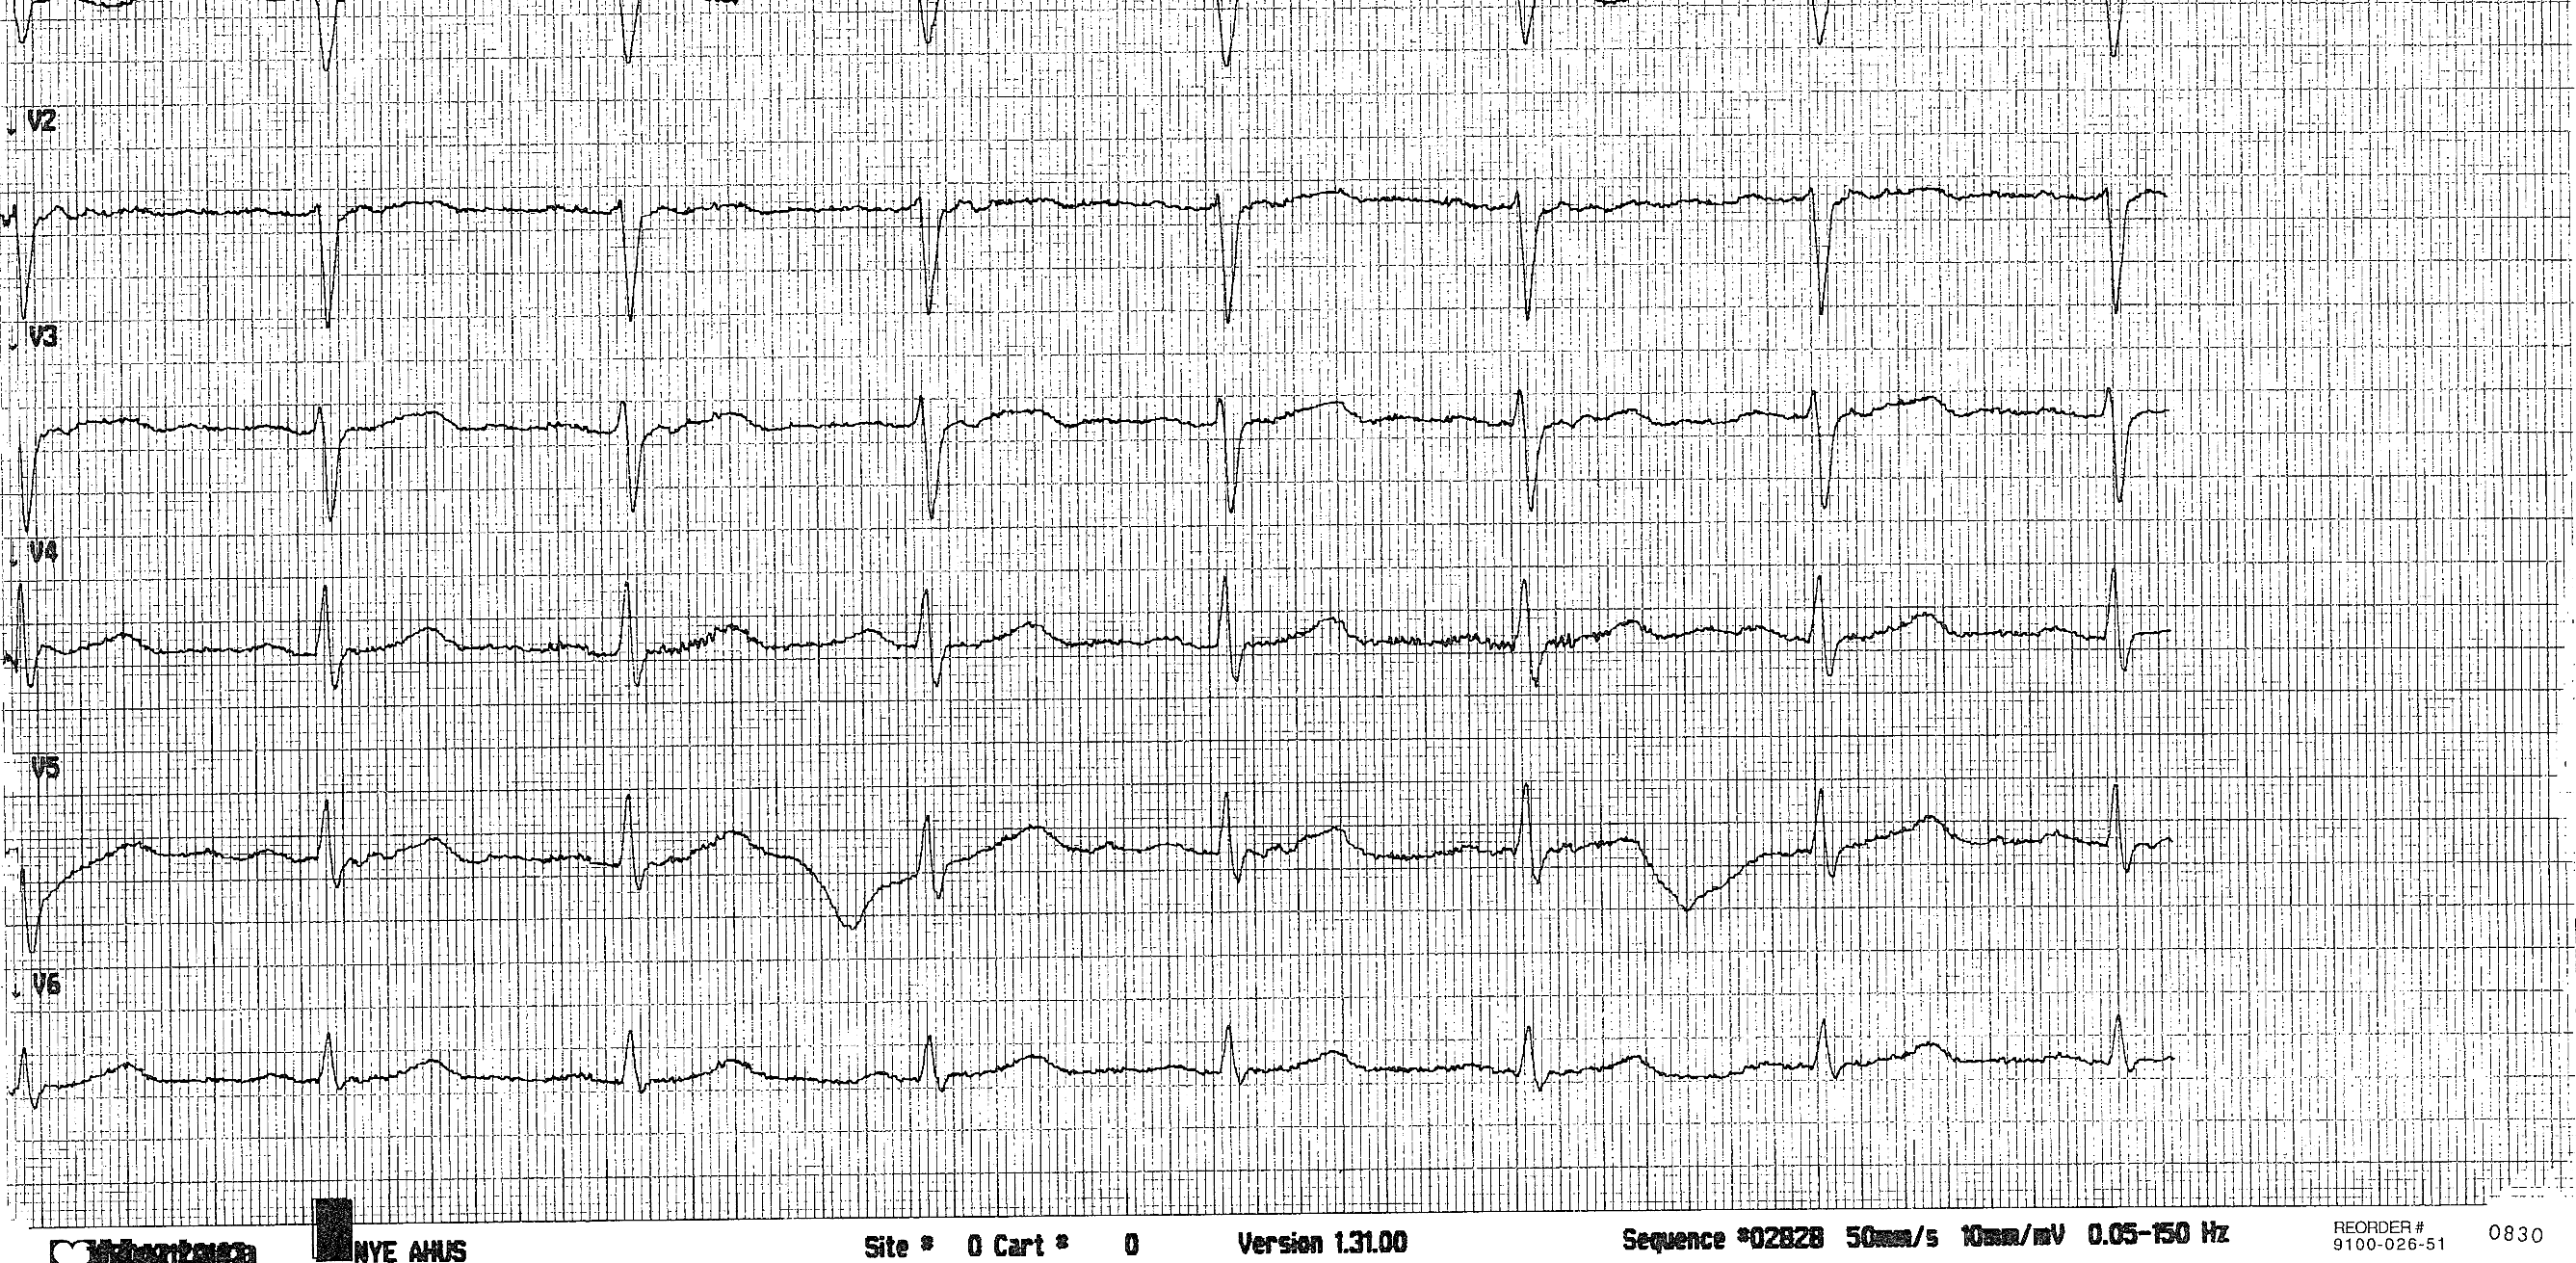 V2
V3
V4
V5
V6
NYE AHUS
Site # 0 Cart # 0 Version 1.31.00 Sequence #02828 50mm/s 10mm/mV 0.05-150 Hz
REORDER #
9100-026-51
0830